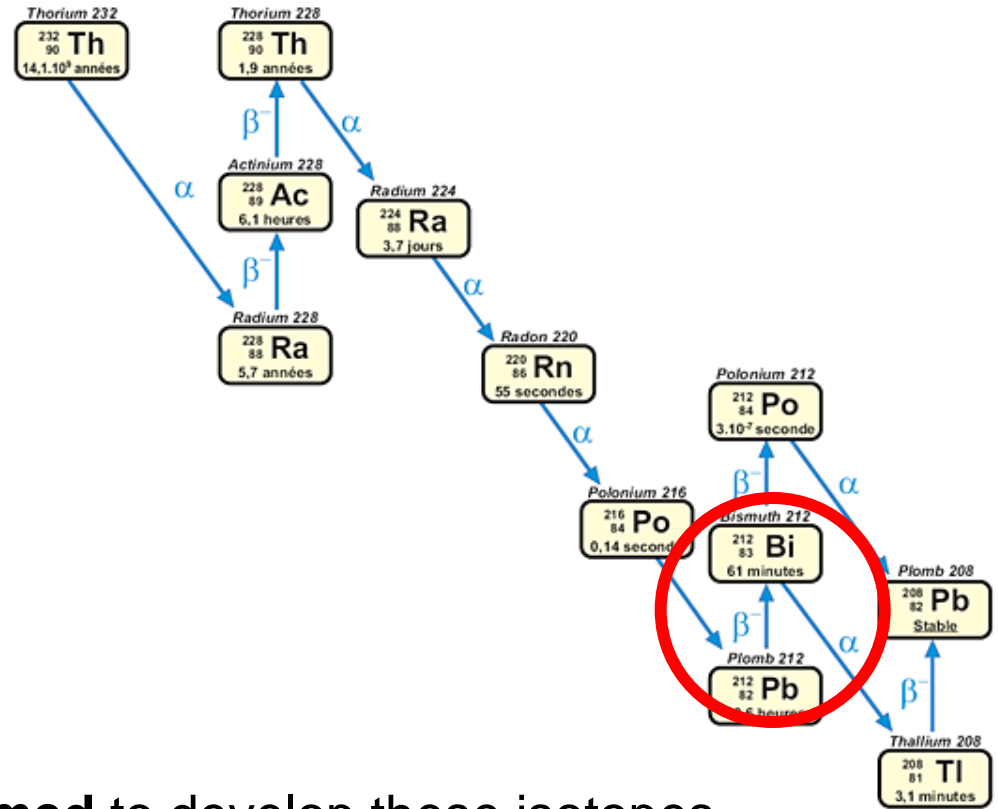 Thorium 232
232
90 Th
14,1.10⁹ années
Thorium 228
228
90 Th
1,9 années
α
β⁻
α
Actinium 228
228
89 Ac
6,1 heures
β⁻
Radium 228
228
88 Ra
5,7 années
Radium 224
224
88 Ra
3,7 jours
α
Radon 220
220
86 Rn
55 secondes
α
Polonium 216
216
84 Po
0,14 second
Polonium 212
212
84 Po
3.10⁻⁷ seconde
β⁻
α
Bismuth 212
212
83 Bi
61 minutes
β⁻
α
Plomb 212
212
82 Pb
heures
Plomb 208
208
82 Pb
Stable
β⁻
Thallium 208
208
81 Tl
3,1 minutes
to develop these isotopes